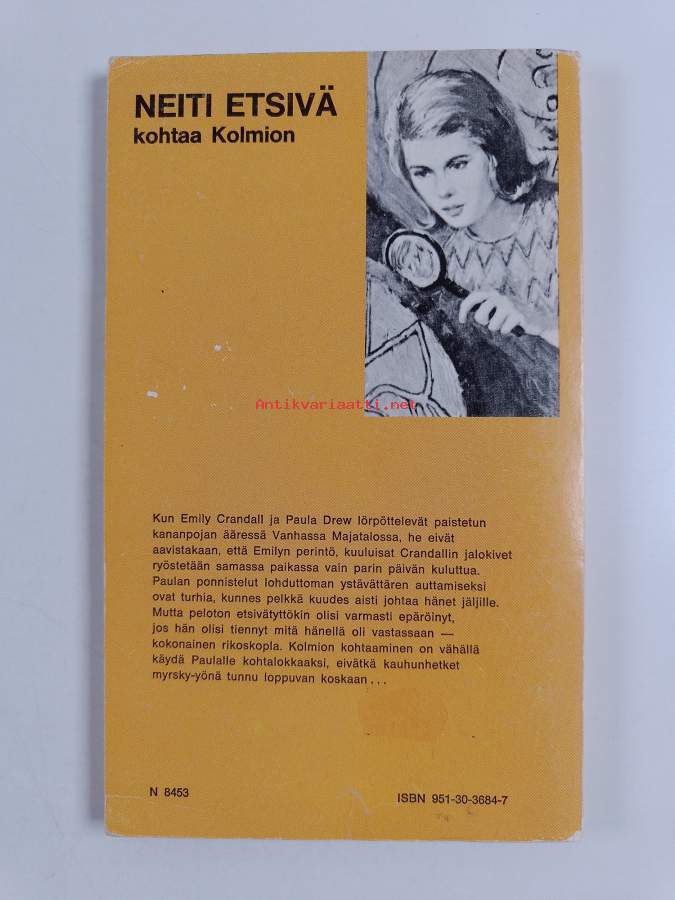 NEITI ETSIVÄ
kohtaa Kolmion
Antikvariaatti.net
Kun Emily Crandall ja Paula Drew lörpöttelevät paistetun
kananpojan ääressä Vanhassa Majatalossa, he eivät
aavistakaan, että Emilyn perintö, kuuluisat Crandallin jalokivet
ryöstetään samassa paikassa vain parin päivän kuluttua.
Paulan ponnistelut lohduttoman ystävättären auttamiseksi
ovat turhia, kunnes pelkkä kuudes aisti johtaa hänet jäljille.
Mutta peloton etsivätyttökin olisi varmasti epäröinyt,
jos hän olisi tiennyt mitä hänellä oli vastassaan —
kokonainen rikoskopla. Kolmion kohtaaminen on vähällä
käydä Paulalle kohtalokkaaksi, eivätkä kauhunhetket
myrsky-yönä tunnu loppuvan koskaan...
N 8453
ISBN 951-30-3684-7